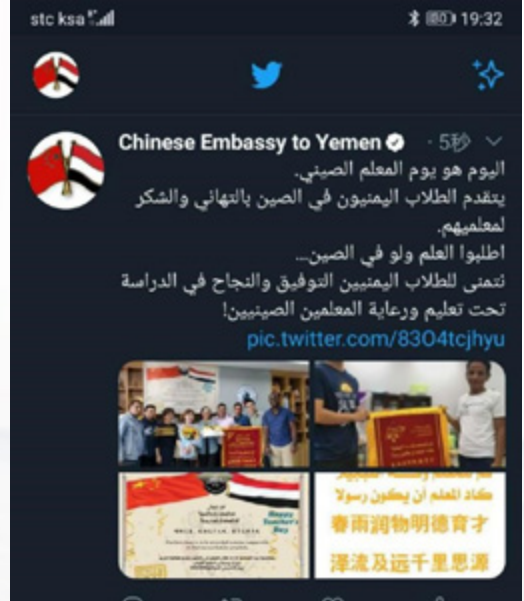 stc ksa
80 19:32
Chinese Embassy to Yemen · 5秒
اليوم هو يوم المعلم الصيني.
يتقدم الطلاب اليمنيون في الصين بالتهاني والشكر
لمعلميهم.
اطلبوا العلم ولو في الصين...
نتمنى للطلاب اليمنيين التوفيق والنجاح في الدراسة
تحت تعليم ورعاية المعلمين الصينيين!
pic.twitter.com/83O4tcjhyu
Happy
Teacher's
Day
كاد المعلم أن يكون رسولا
春雨润物明德育才
泽流及远千里思源